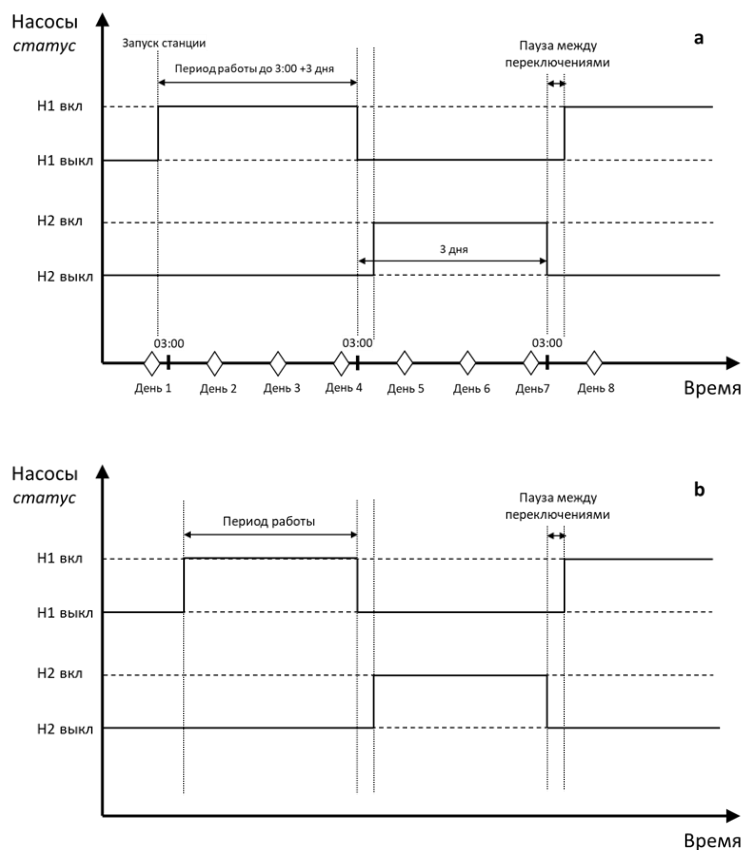 Насосы
статус
a
Запуск станции
Период работы до 3:00 +3 дня
Пауза между
переключениями
Н1 вкл
Н1 выкл
Н2 вкл
3 дня
Н2 выкл
03:00
03:00
03:00
День 1
День 2
День 3
День 4
День 5
День 6
День7
День 8
Время
Насосы
статус
b
Пауза между
переключениями
Период работы
Н1 вкл
Н1 выкл
Н2 вкл
Н2 выкл
Время